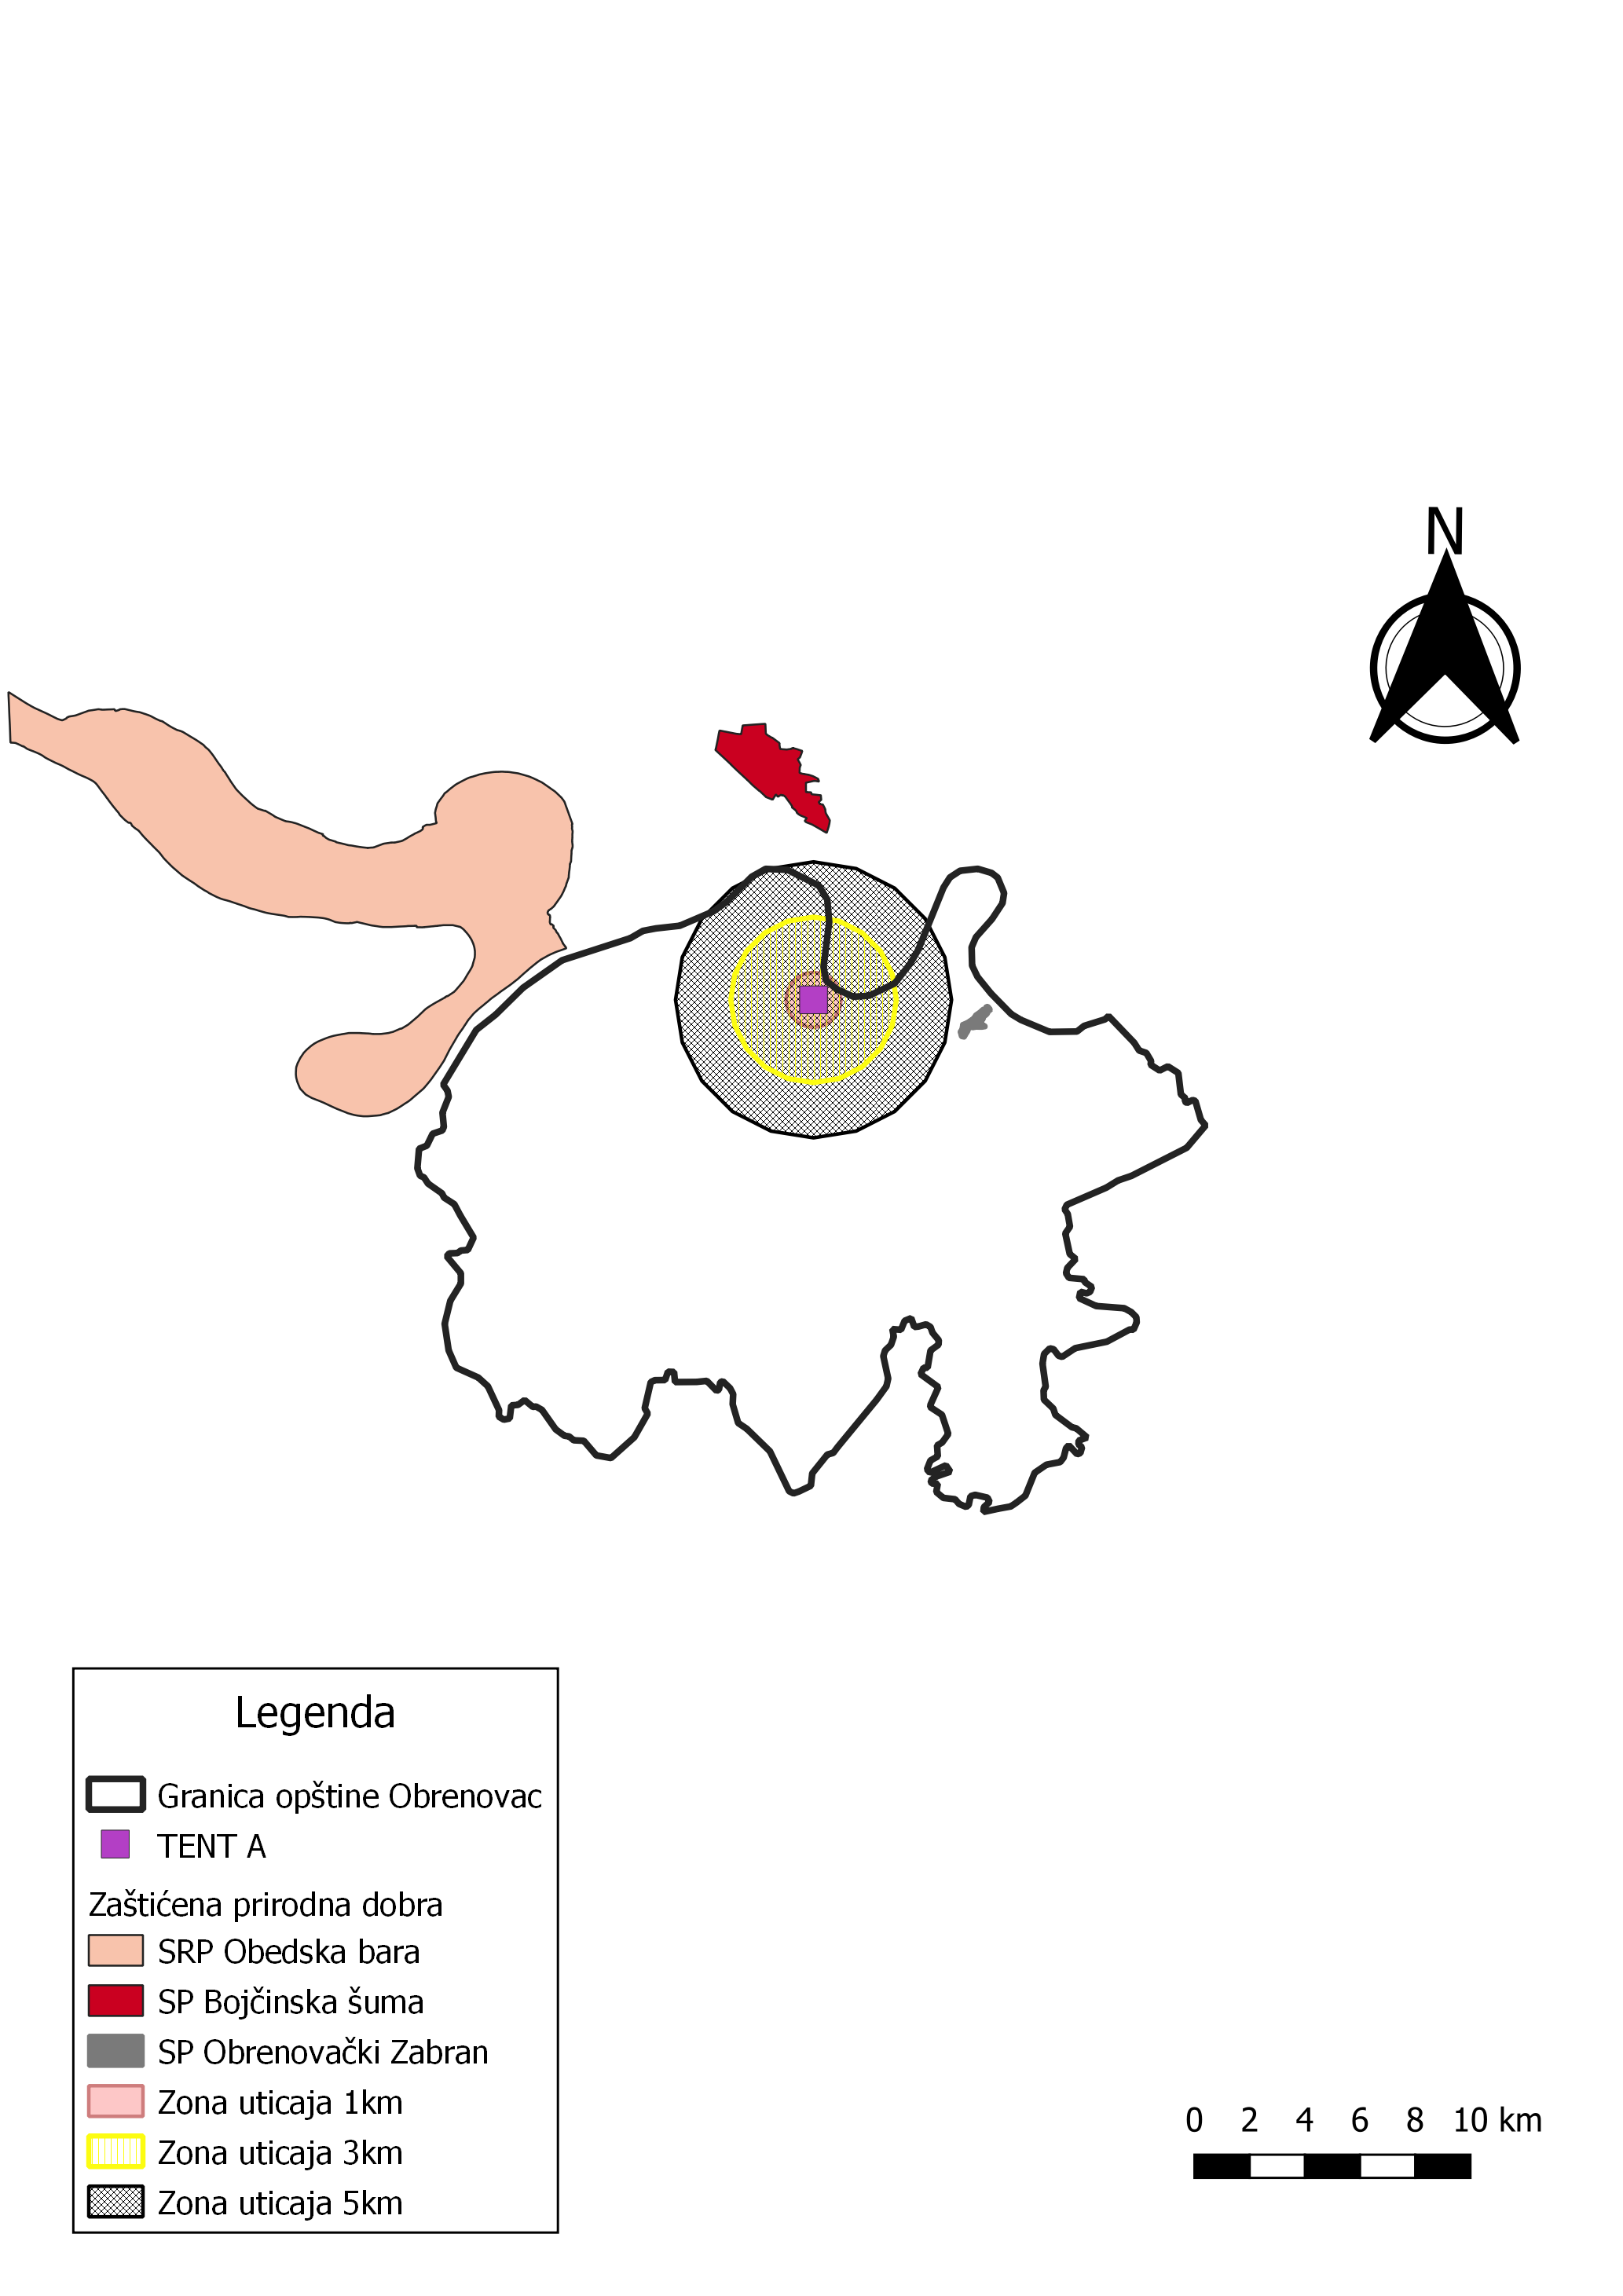 N
Legenda
Granica opštine Obrenovac
TENT A
Zaštićena prirodna dobra
SRP Obedska bara
SP Bojčinska šuma
SP Obrenovački Zabran
Zona uticaja 1km
Zona uticaja 3km
Zona uticaja 5km
0 2 4 6 8 10 km